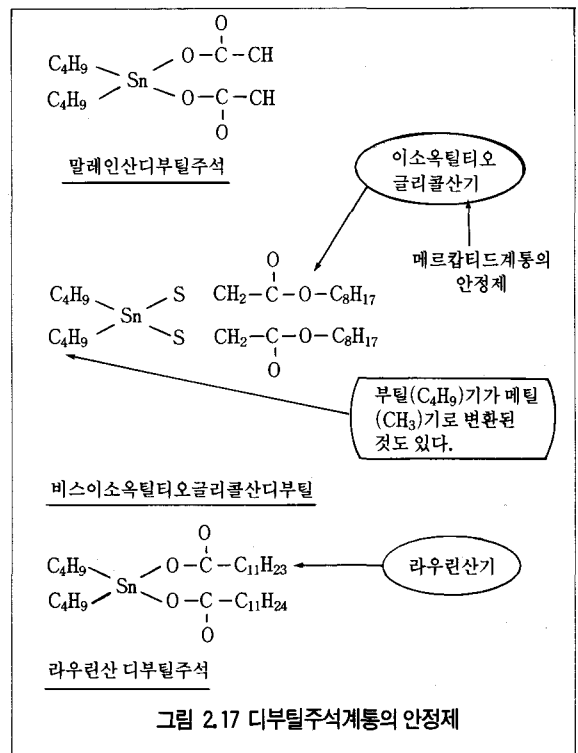 O
C₄H₉ O－C－CH
Sn
C₄H₉ O－C－CH
O
말레인산디부틸주석
이소옥틸티오
글리콜산기
메르캅티드계통의
안정제
O
C₄H₉ S CH₂－C－O－C₈H₁₇
Sn
C₄H₉ S CH₂－C－O－C₈H₁₇
O
부틸(C₄H₉)기가 메틸
(CH₃)기로 변환된
것도 있다.
비스이소옥틸티오글리콜산디부틸
O
C₄H₉ O－C－C₁₁H₂₃
Sn
C₄H₉ O－C－C₁₁H₂₄
O
라우린산기
라우린산 디부틸주석
그림 2.17 디부틸주석계통의 안정제